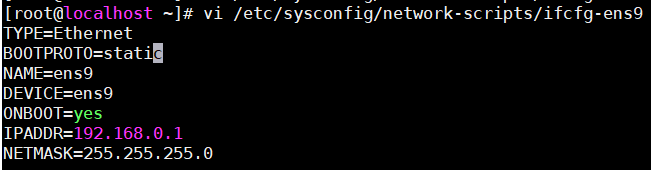 [root@localhost ~]# vi /etc/sysconfig/network-scripts/ifcfg-ens9
TYPE=Ethernet
BOOTPROTO=static
NAME=ens9
DEVICE=ens9
ONBOOT=yes
IPADDR=192.168.0.1
NETMASK=255.255.255.0